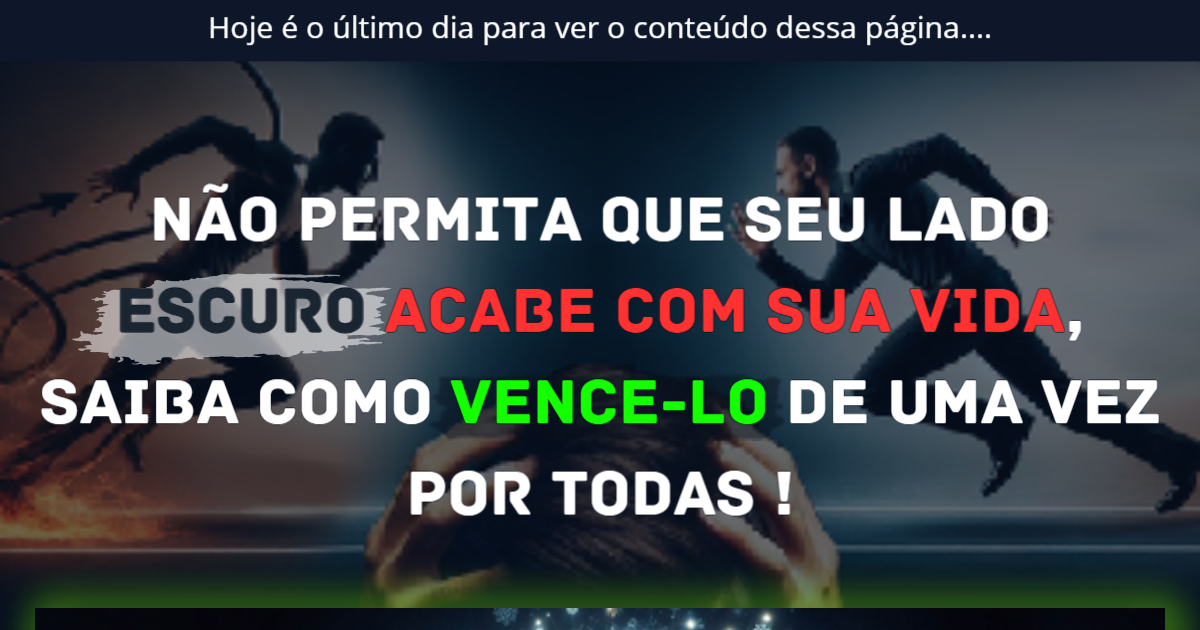 Hoje é o último dia para ver o conteúdo dessa página....
NÃO PERMITA QUE SEU LADO
ESCURO ACABE COM SUA VIDA,
SAIBA COMO VENCE-LO DE UMA VEZ
POR TODAS !